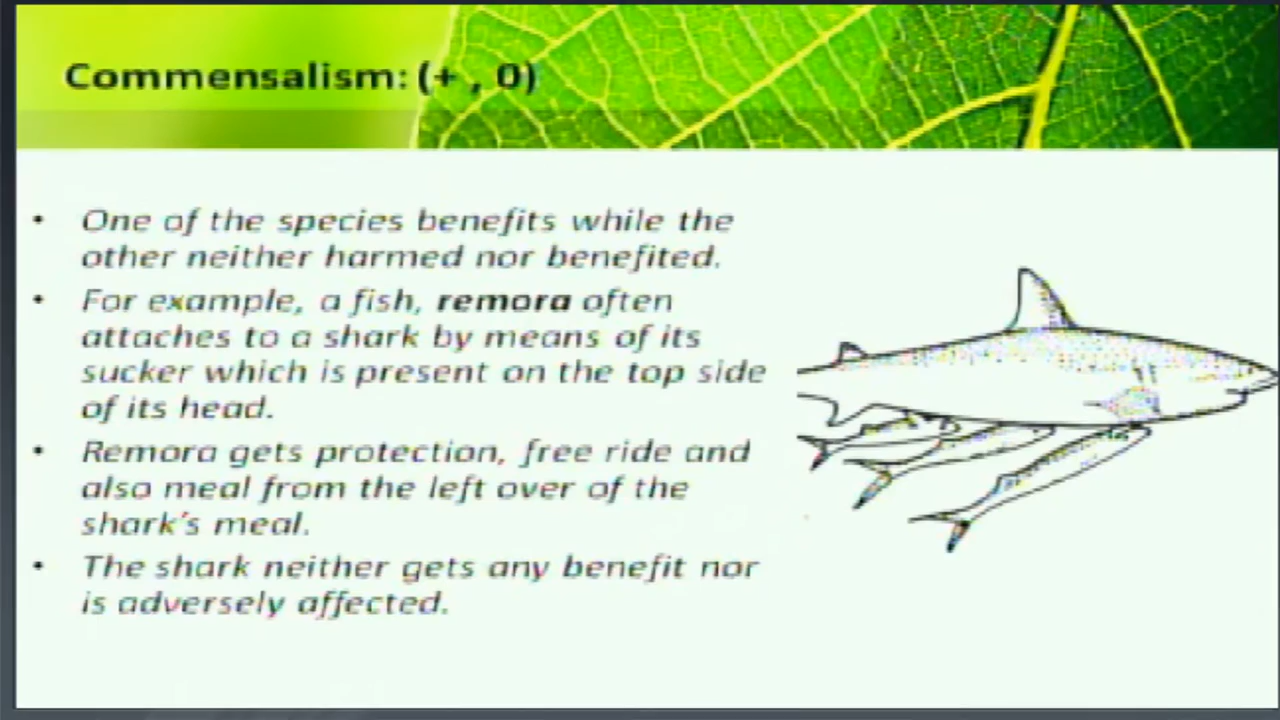 Commensalism: (+ , 0)
• One of the species benefits while the
other neither harmed nor benefited.
• For example, a fish, remora often
attaches to a shark by means of its
sucker which is present on the top side
of its head.
• Remora gets protection, free ride and
also meal from the left over of the
shark's meal.
• The shark neither gets any benefit nor
is adversely affected.